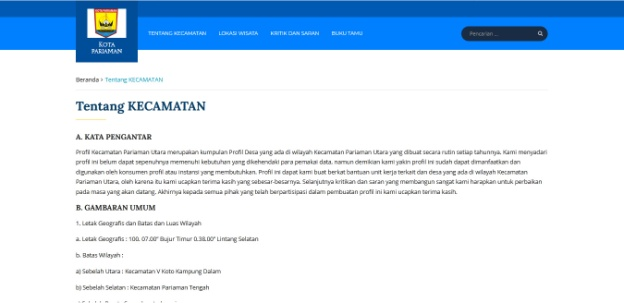 KOTA
PARIAMAN
TENTANG KECAMATAN
LOKASI WISATA
KRITIK DAN SARAN
BUKU TAMU
Pencarian ...
Beranda › Tentang KECAMATAN
Tentang KECAMATAN
A. KATA PENGANTAR
Profil Kecamatan Pariaman Utara merupakan kumpulan Profil Desa yang ada di wilayah Kecamatan Pariaman Utara yang dibuat secara rutin setiap tahunnya. Kami menyadari
profil ini belum dapat sepenuhnya memenuhi kebutuhan yang dikehendaki para pemakai data, namun demikian kami yakin profil ini sudah dapat dimanfaatkan dan
digunakan oleh konsumen profil atau instansi yang membutuhkan. Profil ini dapat kami buat berkat bantuan unit kerja terkait dan desa yang ada di wilayah Kecamatan
Pariaman Utara, oleh karena itu kami ucapkan terima kasih yang sebesar-besarnya. Selanjutnya kritikan dan saran yang membangun sangat kami harapkan untuk perbaikan
pada masa yang akan datang. Akhirnya kepada semua pihak yang telah berpartisipasi dalam pembuatan profil ini kami ucapkan terima kasih.
B. GAMBARAN UMUM
1. Letak Geografis dan Batas dan Luas Wilayah
a. Letak Geografis : 100. 07.00" Bujur Timur 0.38.00" Lintang Selatan
b. Batas Wilayah :
a) Sebelah Utara : Kecamatan V Koto Kampung Dalam
b) Sebelah Selatan : Kecamatan Pariaman Tengah